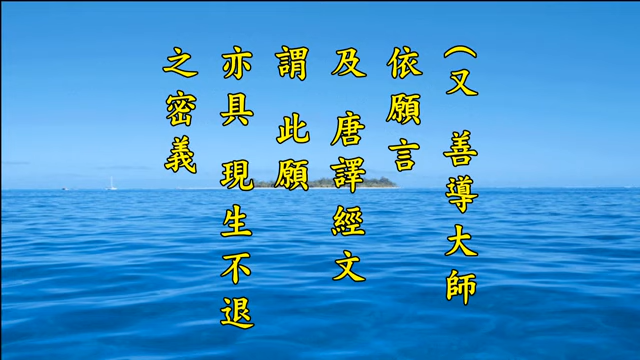 （又 善導大師
依願言
及 唐譯經文
謂 此願
亦具 現生不退
之密義